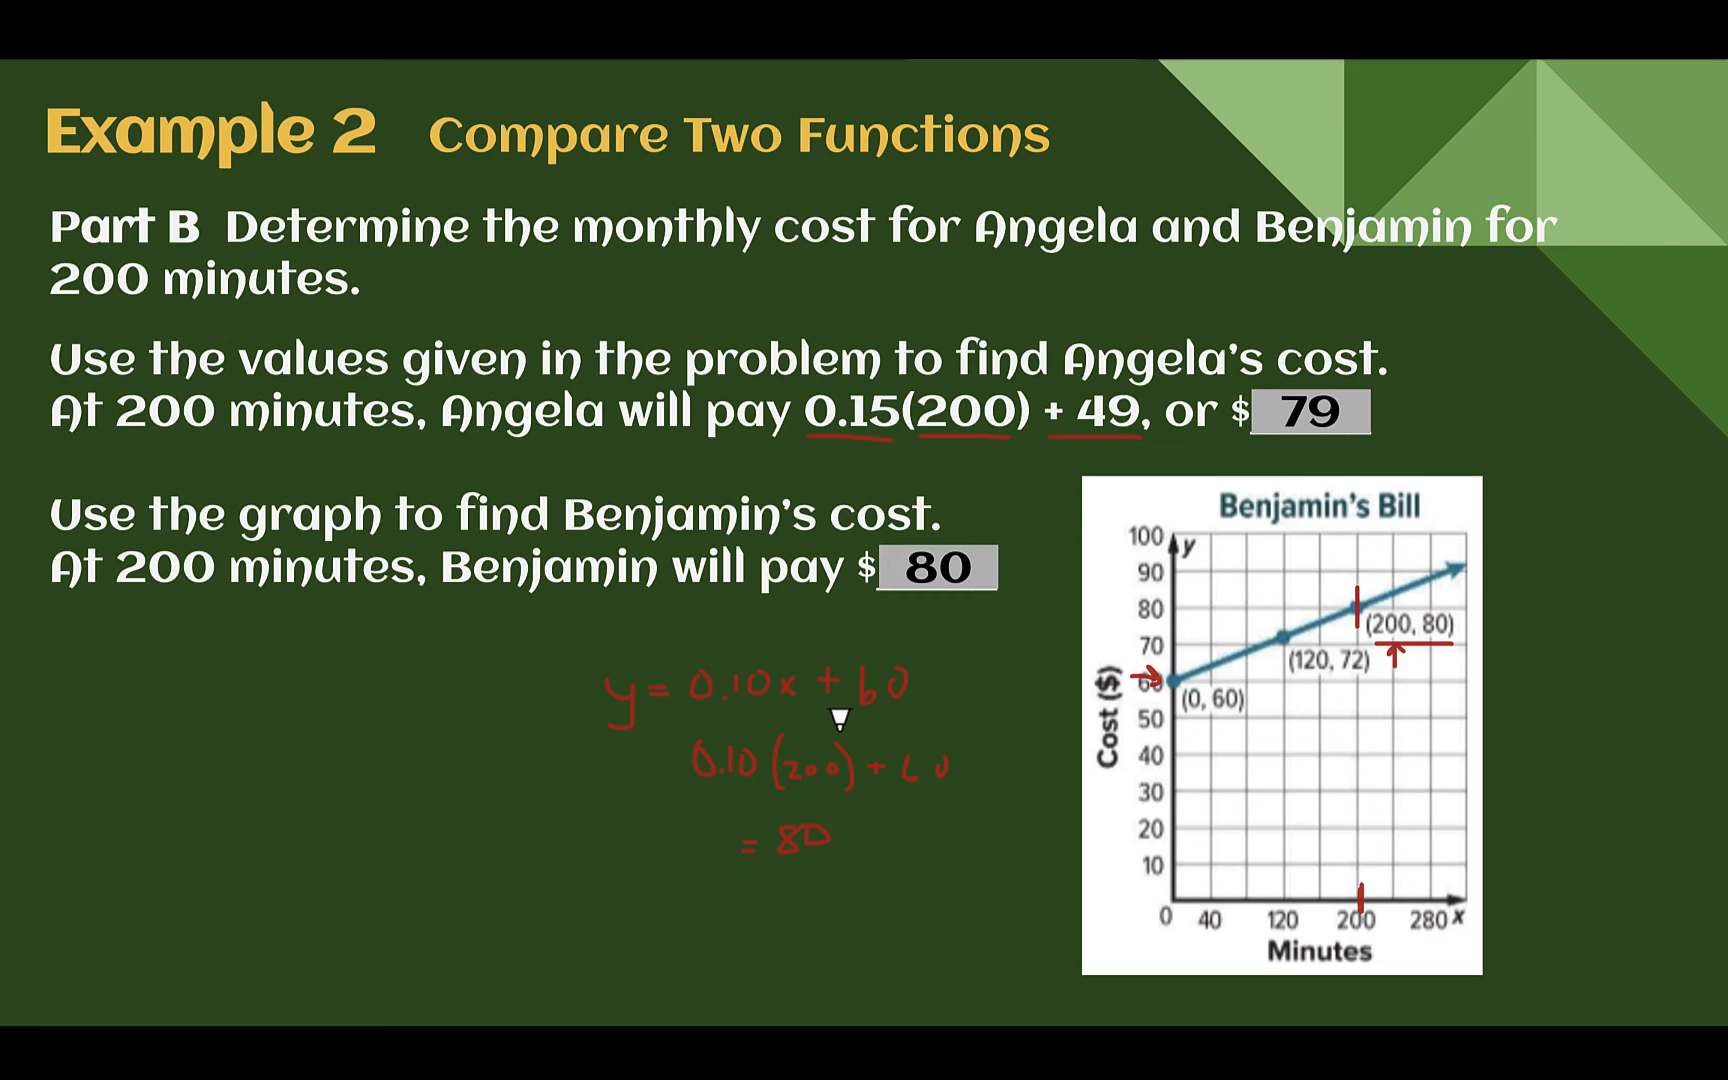 Example 2 Compare Two Functions
Part B Determine the monthly cost for Angela and Benjamin for
200 minutes.
Use the values given in the problem to find Angela's cost.
At 200 minutes, Angela will pay 0.15(200) + 49, or $ 79
Use the graph to find Benjamin's cost.
At 200 minutes, Benjamin will pay $ 80
y = 0.10x + 60
0.10 (200) + 60
= 80
Benjamin's Bill
100 y
90
80
(200, 80)
70
(120, 72)
60
(0, 60)
50
40
30
20
10
0 40 120 200 280 x
Cost ($)
Minutes